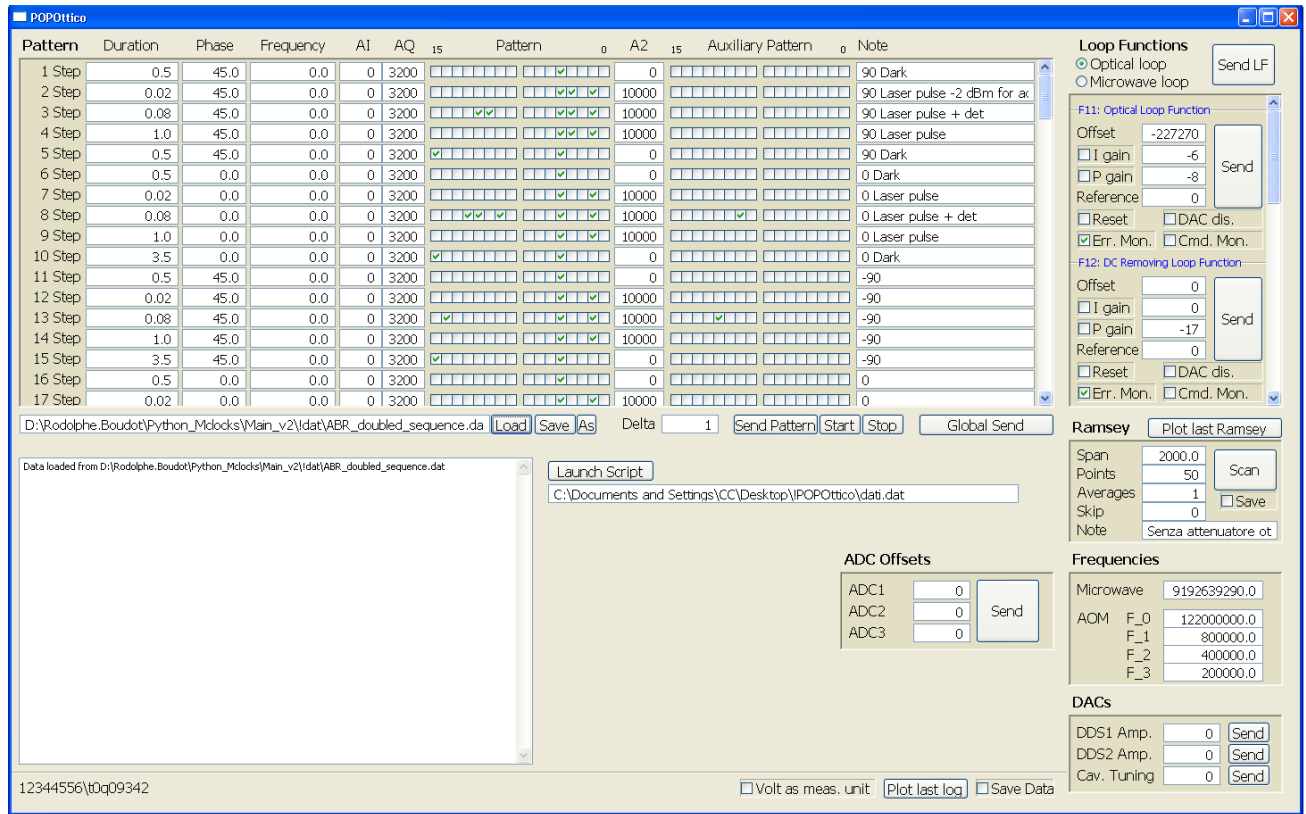 POPOttico
Pattern Duration Phase Frequency AI AQ 15 Pattern 0 A2 15 Auxiliary Pattern 0 Note
1 Step 0.5 45.0 0.0 0 3200 0 90 Dark
2 Step 0.02 45.0 0.0 0 3200 10000 90 Laser pulse -2 dBm for ac
3 Step 0.08 45.0 0.0 0 3200 10000 90 Laser pulse + det
4 Step 1.0 45.0 0.0 0 3200 10000 90 Laser pulse
5 Step 0.5 45.0 0.0 0 3200 0 90 Dark
6 Step 0.5 0.0 0.0 0 3200 0 0 Dark
7 Step 0.02 0.0 0.0 0 3200 10000 0 Laser pulse
8 Step 0.08 0.0 0.0 0 3200 10000 0 Laser pulse + det
9 Step 1.0 0.0 0.0 0 3200 10000 0 Laser pulse
10 Step 3.5 0.0 0.0 0 3200 0 0 Dark
11 Step 0.5 45.0 0.0 0 3200 0 -90
12 Step 0.02 45.0 0.0 0 3200 10000 -90
13 Step 0.08 45.0 0.0 0 3200 10000 -90
14 Step 1.0 45.0 0.0 0 3200 10000 -90
15 Step 3.5 45.0 0.0 0 3200 0 -90
16 Step 0.5 0.0 0.0 0 3200 0 0
17 Step 0.02 0.0 0.0 0 3200 10000 0
D:\Rodolphe.Boudot\Python_Mclocks\Main_v2\!dat\ABR_doubled_sequence.da Load Save As Delta 1 Send Pattern Start Stop Global Send
Data loaded from D:\Rodolphe.Boudot\Python_Mclocks\Main_v2\!dat\ABR_doubled_sequence.dat
Launch Script
C:\Documents and Settings\CC\Desktop\!POPOttico\dati.dat
ADC Offsets
ADC1 0
ADC2 0 Send
ADC3 0
Loop Functions
Optical loop Send LF
Microwave loop
F11: Optical Loop Function
Offset -227270
I gain -6 Send
P gain -8
Reference 0
Reset DAC dis.
Err. Mon. Cmd. Mon.
F12: DC Removing Loop Function
Offset 0
I gain 0 Send
P gain -17
Reference 0
Reset DAC dis.
Err. Mon. Cmd. Mon.
Ramsey Plot last Ramsey
Span 2000.0
Points 50 Scan
Averages 1
Save
Skip 0
Note Senza attenuatore ot
Frequencies
Microwave 9192639290.0
AOM F_0 122000000.0
F_1 800000.0
F_2 400000.0
F_3 200000.0
DACs
DDS1 Amp. 0 Send
DDS2 Amp. 0 Send
Cav. Tuning 0 Send
12344556\t0q09342 Volt as meas. unit Plot last log Save Data